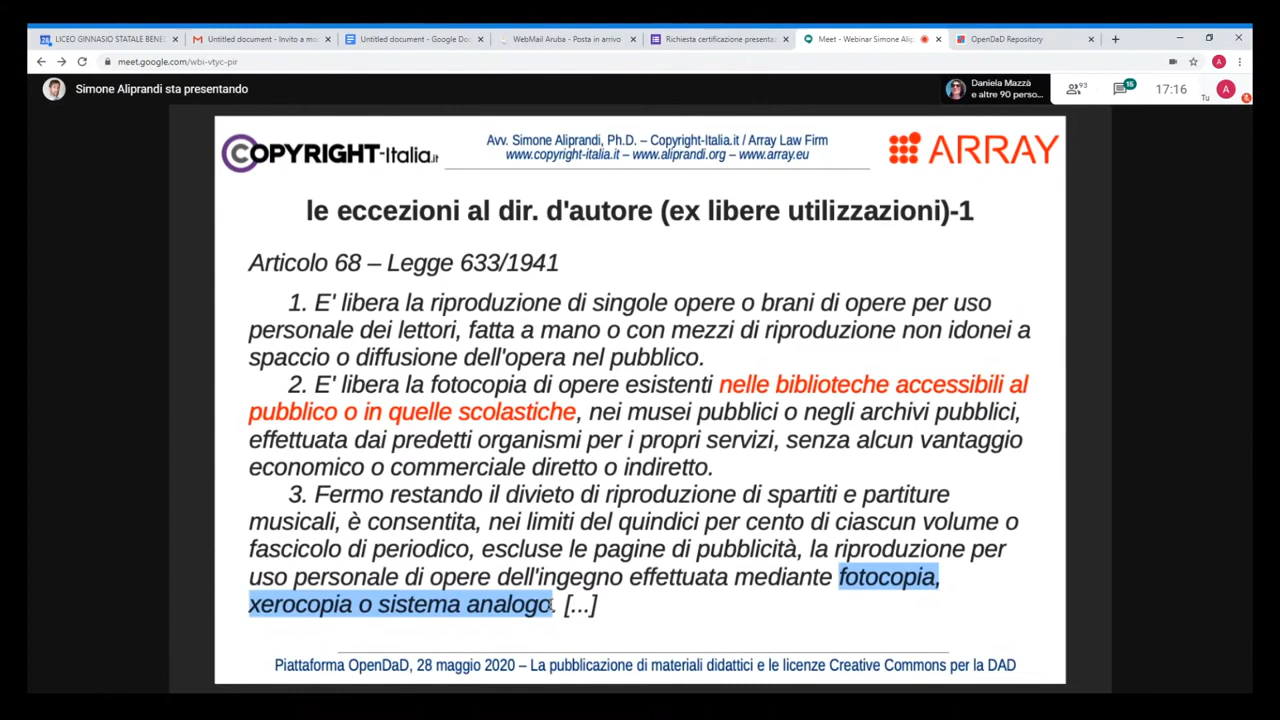 LICEO GINNASIO STATALE BENE
Untitled document - Invito a mo
Untitled document - Google Doc
WebMail Aruba - Posta in arrivo
Richiesta certificazione presenta
Meet - Webinar Simone Alip
OpenDaD Repository
meet.google.com/wbi-vtyc-pir
Simone Aliprandi sta presentando
Daniela Mazzà
e altre 90 perso...
93
15
17:16
Tu
A
COPYRIGHT-Italia.it
Avv. Simone Aliprandi, Ph.D. – Copyright-Italia.it / Array Law Firm
www.copyright-italia.it – www.aliprandi.org – www.array.eu
ARRAY
le eccezioni al dir. d'autore (ex libere utilizzazioni)-1
Articolo 68 – Legge 633/1941
1. E' libera la riproduzione di singole opere o brani di opere per uso
personale dei lettori, fatta a mano o con mezzi di riproduzione non idonei a
spaccio o diffusione dell'opera nel pubblico.
2. E' libera la fotocopia di opere esistenti nelle biblioteche accessibili al
pubblico o in quelle scolastiche, nei musei pubblici o negli archivi pubblici,
effettuata dai predetti organismi per i propri servizi, senza alcun vantaggio
economico o commerciale diretto o indiretto.
3. Fermo restando il divieto di riproduzione di spartiti e partiture
musicali, è consentita, nei limiti del quindici per cento di ciascun volume o
fascicolo di periodico, escluse le pagine di pubblicità, la riproduzione per
uso personale di opere dell'ingegno effettuata mediante fotocopia,
xerocopia o sistema analogo. [...]
Piattaforma OpenDaD, 28 maggio 2020 – La pubblicazione di materiali didattici e le licenze Creative Commons per la DAD